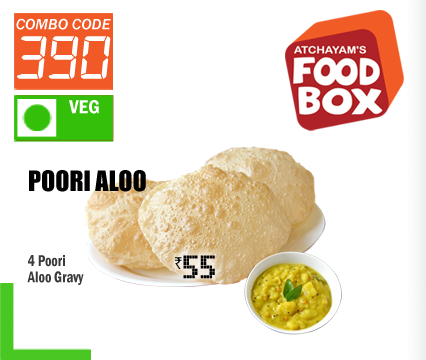 COMBO CODE
390
VEG
ATCHAYAM'S
FOOD
BOX
POORI ALOO
4 Poori
Aloo Gravy
₹55